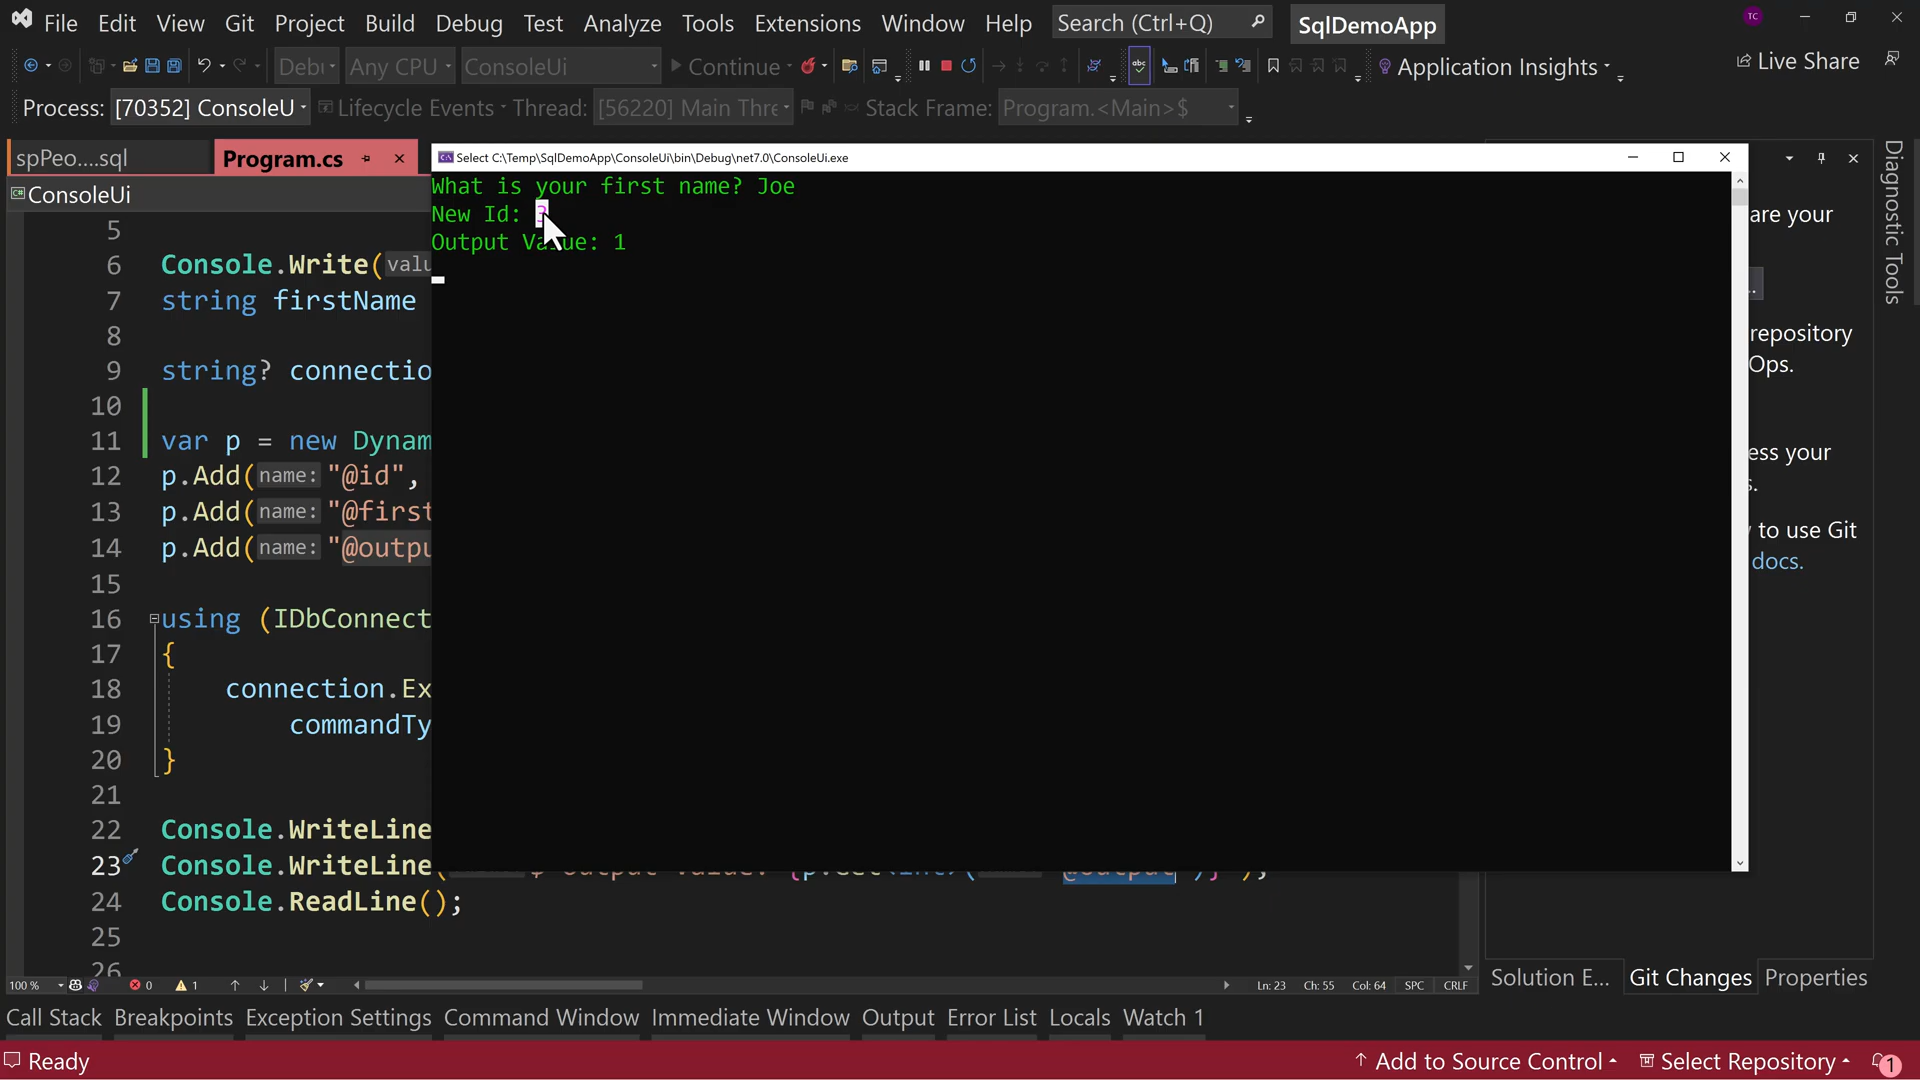 File Edit View Git Project Build Debug Test Analyze Tools Extensions Window Help Search (Ctrl+Q) SqlDemoApp TC
Debu Any CPU ConsoleUi Continue abc Application Insights Live Share
Process: [70352] ConsoleU Lifecycle Events Thread: [56220] Main Thre Stack Frame: Program.<Main>$
spPeo....sql Program.cs
Select C:\Temp\SqlDemoApp\ConsoleUi\bin\Debug\net7.0\ConsoleUi.exe
ConsoleUi
What is your first name? Joe
New Id:
Output Value: 1
5
6 Console.Write( valu
7 string firstName
8
9 string? connectio
10
11 var p = new Dynam
12 p.Add( name: "@id",
13 p.Add( name: "@first
14 p.Add( name: "@outpu
15
16 using (IDbConnect
17 {
18 connection.Ex
19 commandTy
20 }
21
22 Console.WriteLine
23 Console.WriteLine(
24 Console.ReadLine();
25
26
are your
repository
Ops.
ess your
s.
to use Git
docs.
Diagnostic Tools
100 % 0 1 Ln: 23 Ch: 55 Col: 64 SPC CRLF
Solution E... Git Changes Properties
Call Stack Breakpoints Exception Settings Command Window Immediate Window Output Error List Locals Watch 1
Ready Add to Source Control Select Repository 1